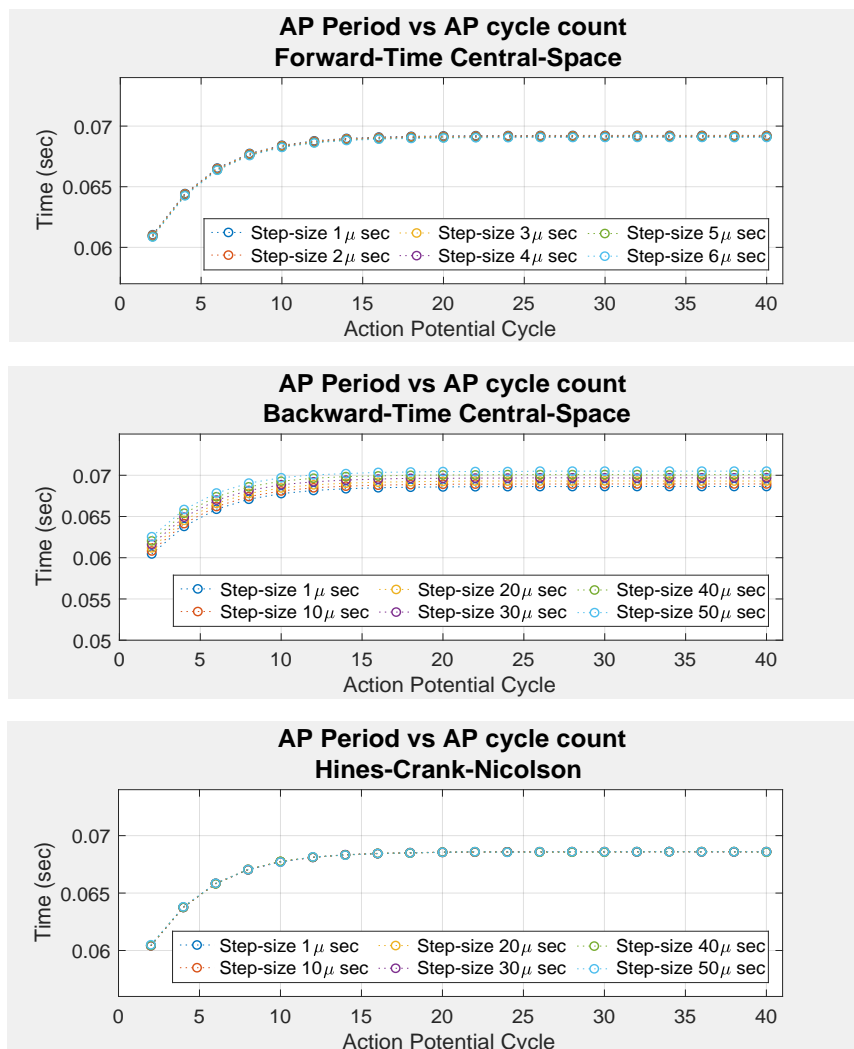 AP Period vs AP cycle count
Forward-Time Central-Space
0.07
0.065
0.06
Time (sec)
Step-size 1μ sec
Step-size 3μ sec
Step-size 5μ sec
Step-size 2μ sec
Step-size 4μ sec
Step-size 6μ sec
0 5 10 15 20 25 30 35 40
Action Potential Cycle
AP Period vs AP cycle count
Backward-Time Central-Space
0.07
0.065
0.06
0.055
0.05
Time (sec)
Step-size 1μ sec
Step-size 20μ sec
Step-size 40μ sec
Step-size 10μ sec
Step-size 30μ sec
Step-size 50μ sec
0 5 10 15 20 25 30 35 40
Action Potential Cycle
AP Period vs AP cycle count
Hines-Crank-Nicolson
0.07
0.065
0.06
Time (sec)
Step-size 1μ sec
Step-size 20μ sec
Step-size 40μ sec
Step-size 10μ sec
Step-size 30μ sec
Step-size 50μ sec
0 5 10 15 20 25 30 35 40
Action Potential Cycle